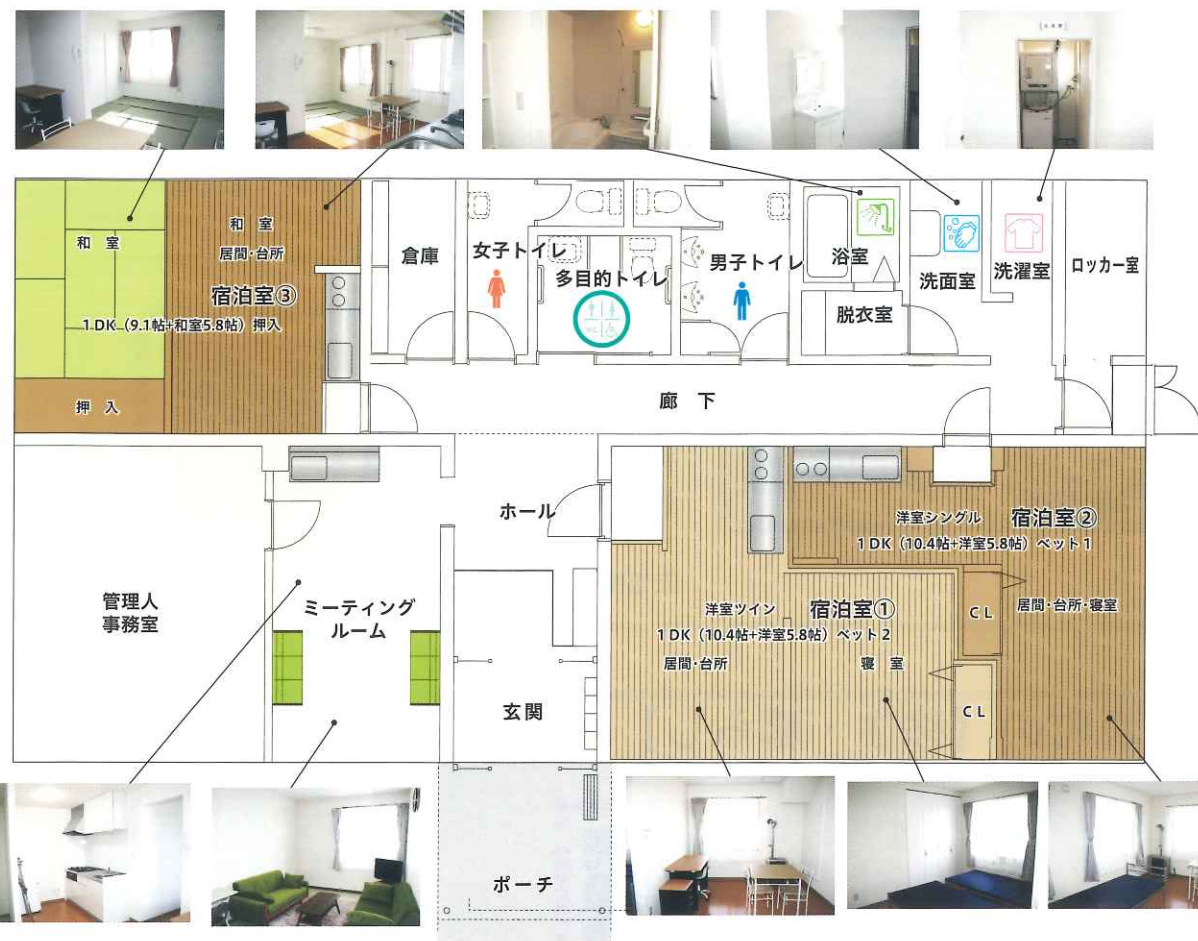 和 室
和 室
居間・台所
宿泊室③
1 DK（9.1帖+和室5.8帖）押入
押 入
倉庫
女子トイレ
多目的トイレ
WC
男子トイレ
浴室
脱衣室
洗面室
洗濯室
ロッカー室
廊 下
管理人
事務室
ミーティング
ルーム
ホール
玄関
ポーチ
洋室シングル
宿泊室②
1 DK（10.4帖+洋室5.8帖）ベット1
居間・台所・寝室
CL
洋室ツイン
宿泊室①
1 DK（10.4帖+洋室5.8帖）ベット2
居間・台所
寝 室
CL